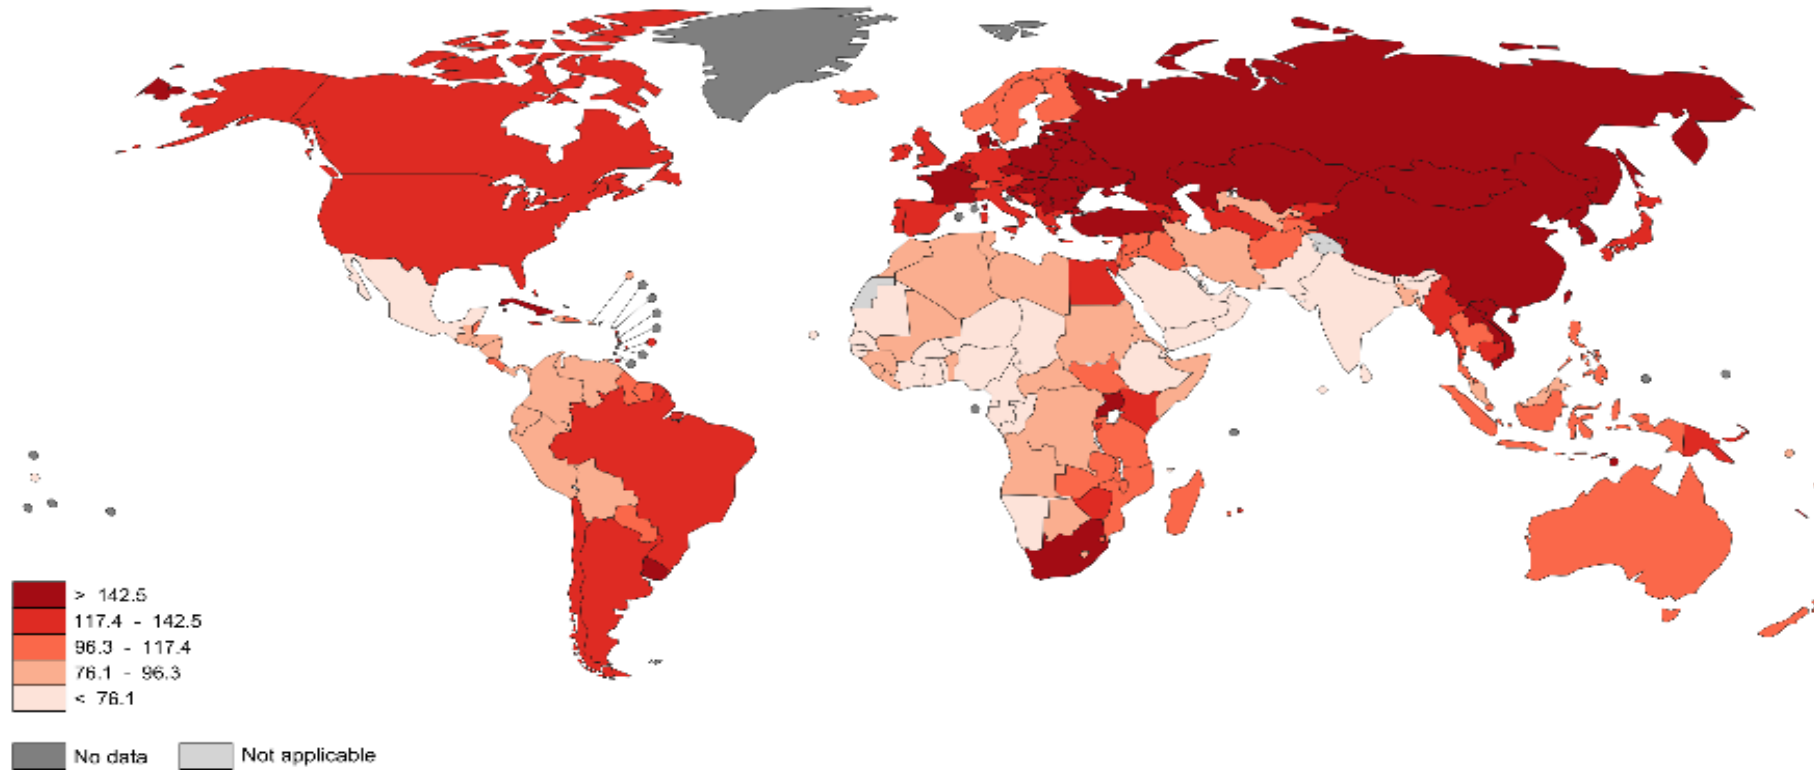 > 142.5
117.4 - 142.5
96.3 - 117.4
76.1 - 96.3
< 76.1
No data
Not applicable